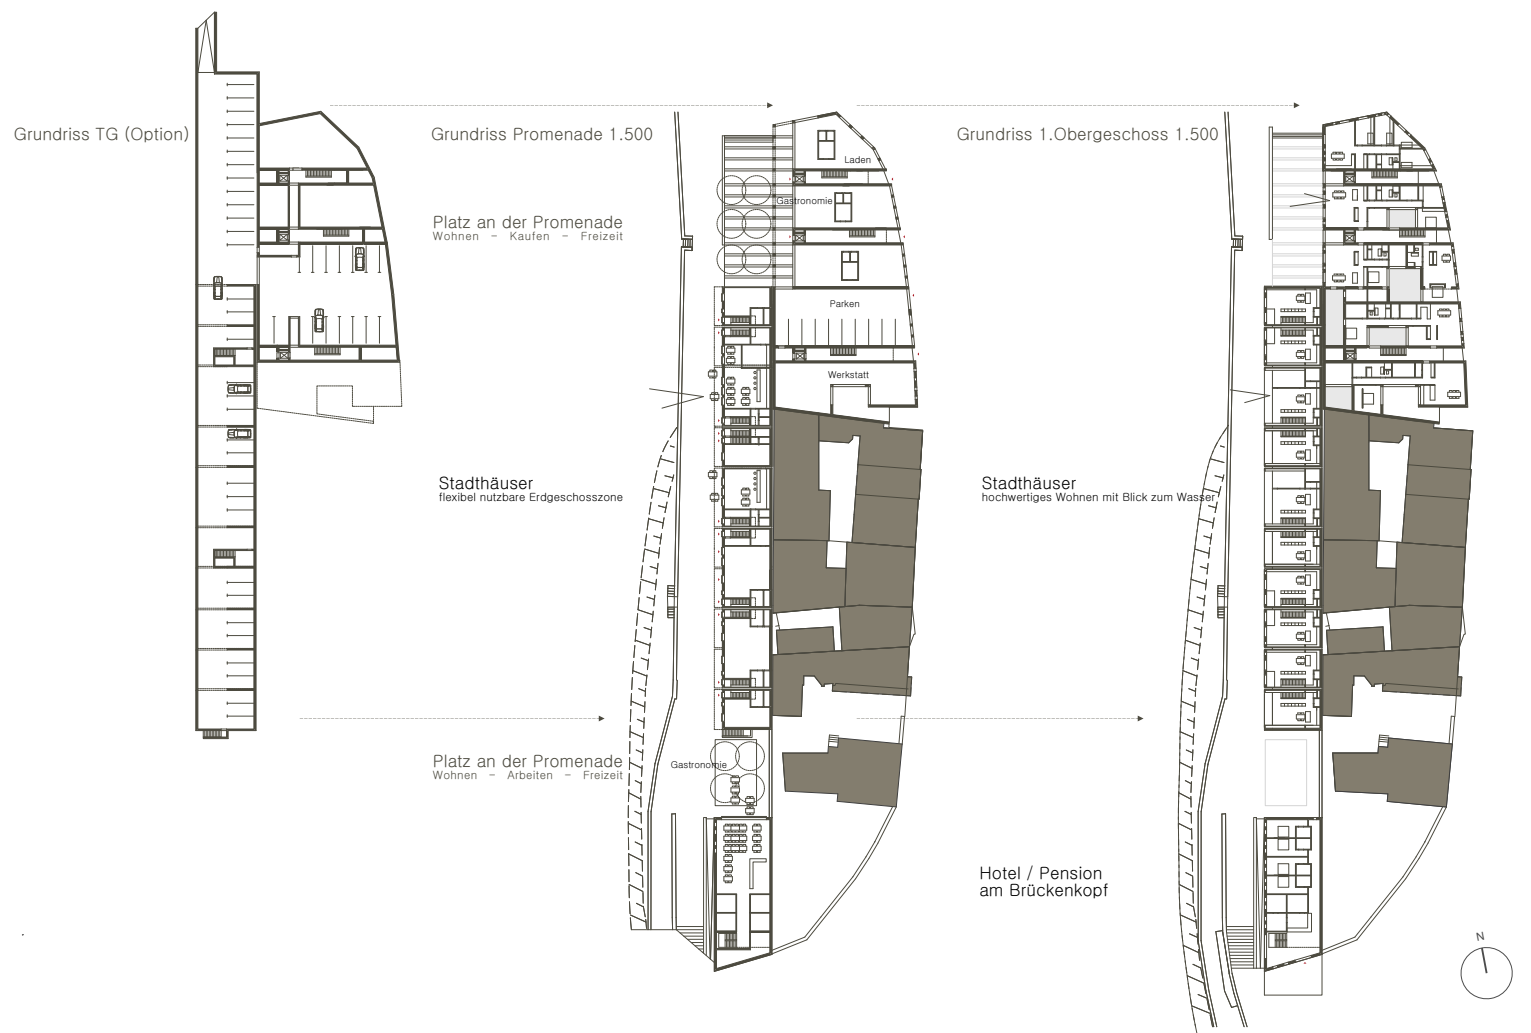 Grundriss TG (Option)
Grundriss Promenade 1.500
Grundriss 1.Obergeschoss 1.500
Laden
Gastronomie
Platz an der Promenade
Wohnen – Kaufen – Freizeit
Parken
Werkstatt
Stadthäuser
flexibel nutzbare Erdgeschosszone
Stadthäuser
hochwertiges Wohnen mit Blick zum Wasser
Platz an der Promenade
Wohnen – Arbeiten – Freizeit
Gastronomie
Hotel / Pension
am Brückenkopf
N